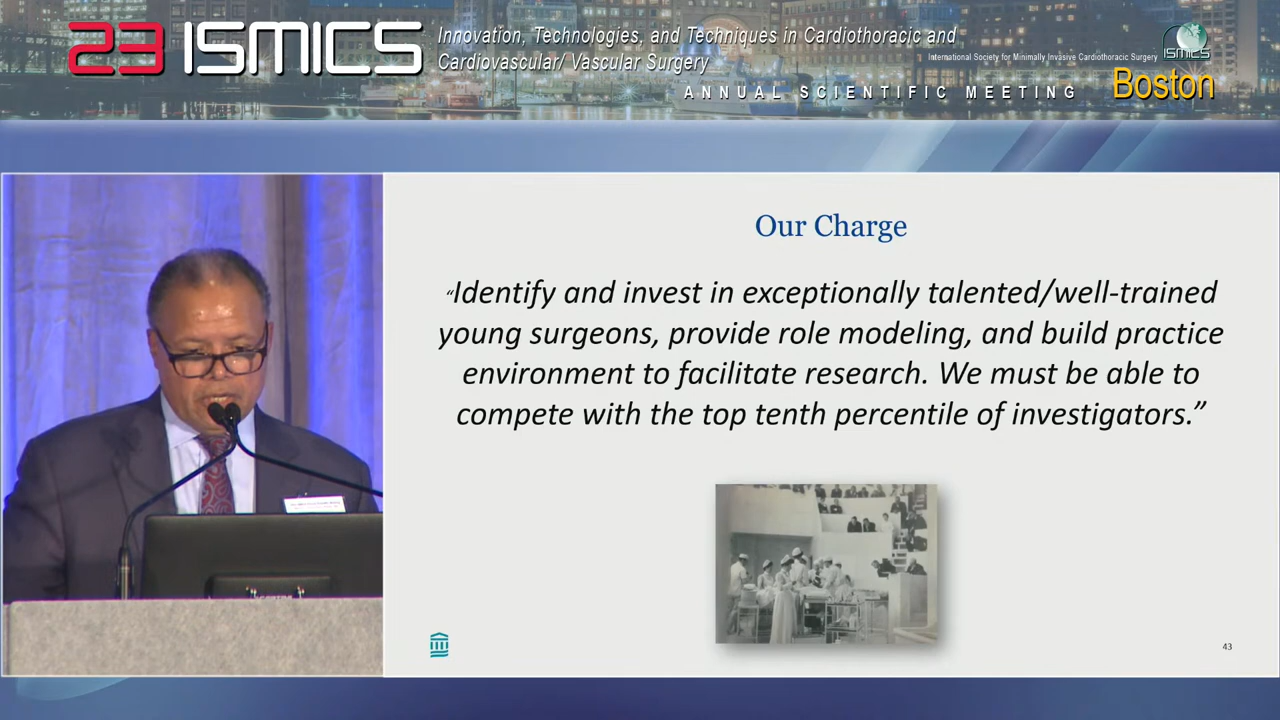 23 ISMICS
Innovation, Technologies, and Techniques in Cardiothoracic and
Cardiovascular/ Vascular Surgery
International Society for Minimally Invasive Cardiothoracic Surgery
ISMICS
ANNUAL SCIENTIFIC MEETING
Boston
Our Charge
“Identify and invest in exceptionally talented/well-trained
young surgeons, provide role modeling, and build practice
environment to facilitate research. We must be able to
compete with the top tenth percentile of investigators.”
43